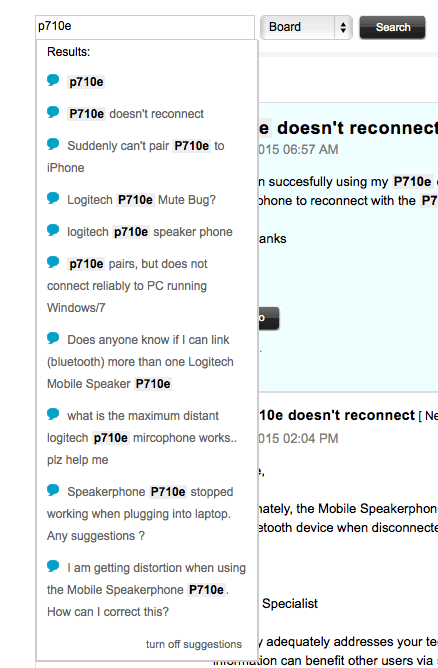 p710e
Board
Search
Results:
p710e
P710e doesn't reconnect
Suddenly can't pair P710e to
iPhone
Logitech P710e Mute Bug?
logitech p710e speaker phone
p710e pairs, but does not
connect reliably to PC running
Windows/7
Does anyone know if I can link
(bluetooth) more than one Logitech
Mobile Speaker P710e
what is the maximum distant
logitech p710e mircophone works..
plz help me
Speakerphone P710e stopped
working when plugging into laptop.
Any suggestions ?
I am getting distortion when using
the Mobile Speakerphone P710e.
How can I correct this?
turn off suggestions
e doesn't reconnect
015 06:57 AM
n succesfully using my P710e
phone to reconnect with the P7
anks
o
.
10e doesn't reconnect [ Ne
015 02:04 PM
e,
nately, the Mobile Speakerphon
etooth device when disconnecte
Specialist
y adequately addresses your te
information can benefit other users via